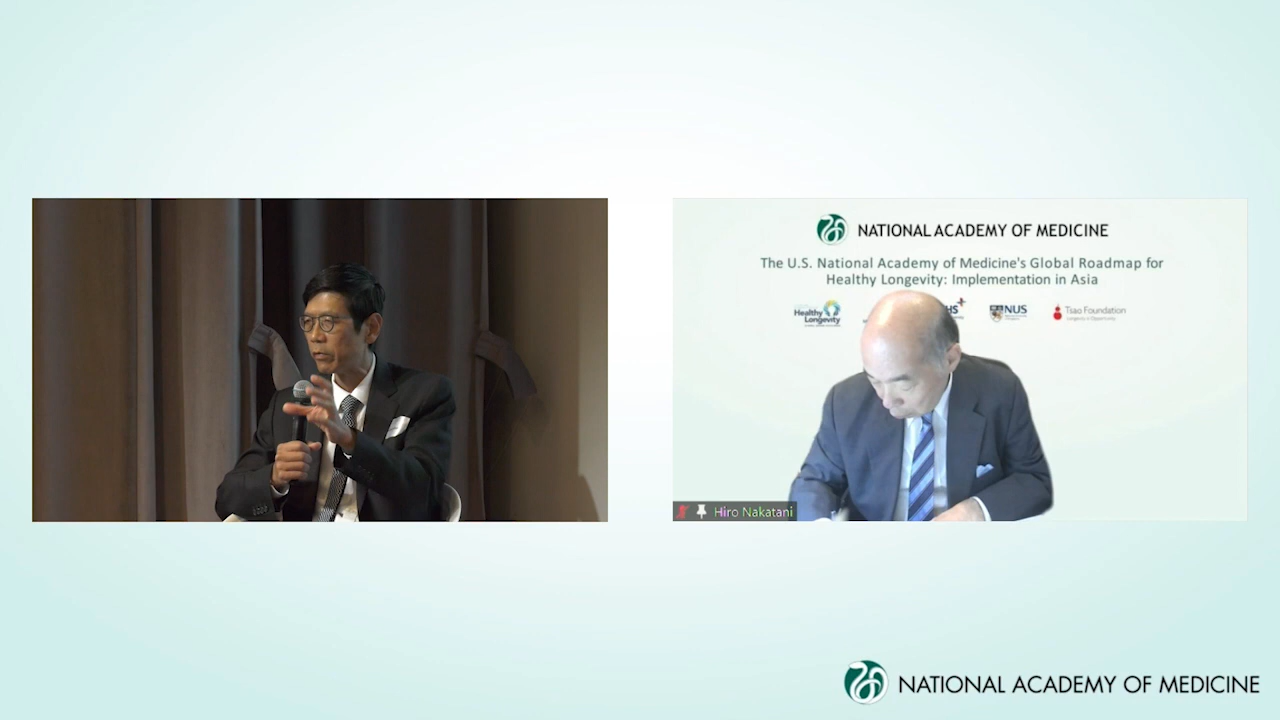 NATIONAL ACADEMY OF MEDICINE
The U.S. National Academy of Medicine's Global Roadmap for
Healthy Longevity: Implementation in Asia
Healthy
Longevity
HS
NUS
Tsao Foundation
Hiro Nakatani
NATIONAL ACADEMY OF MEDICINE